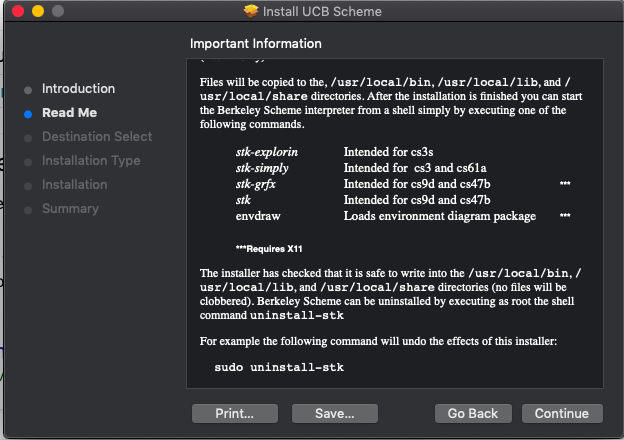 Install UCB Scheme
Important Information
Introduction
Read Me
Destination Select
Installation Type
Installation
Summary
Files will be copied to the, /usr/local/bin, /usr/local/lib, and /
usr/local/share directories. After the installation is finished you can start
the Berkeley Scheme interpreter from a shell simply by executing one of the
following commands.
stk-explorin Intended for cs3s
stk-simply Intended for cs3 and cs61a
stk-grfx Intended for cs9d and cs47b ***
stk Intended for cs9d and cs47b
envdraw Loads environment diagram package ***
***Requires X11
The installer has checked that it is safe to write into the /usr/local/bin, /
usr/local/lib, and /usr/local/share directories (no files will be
clobbered). Berkeley Scheme can be uninstalled by executing as root the shell
command uninstall-stk
For example the following command will undo the effects of this installer:
sudo uninstall-stk
Print... Save... Go Back Continue